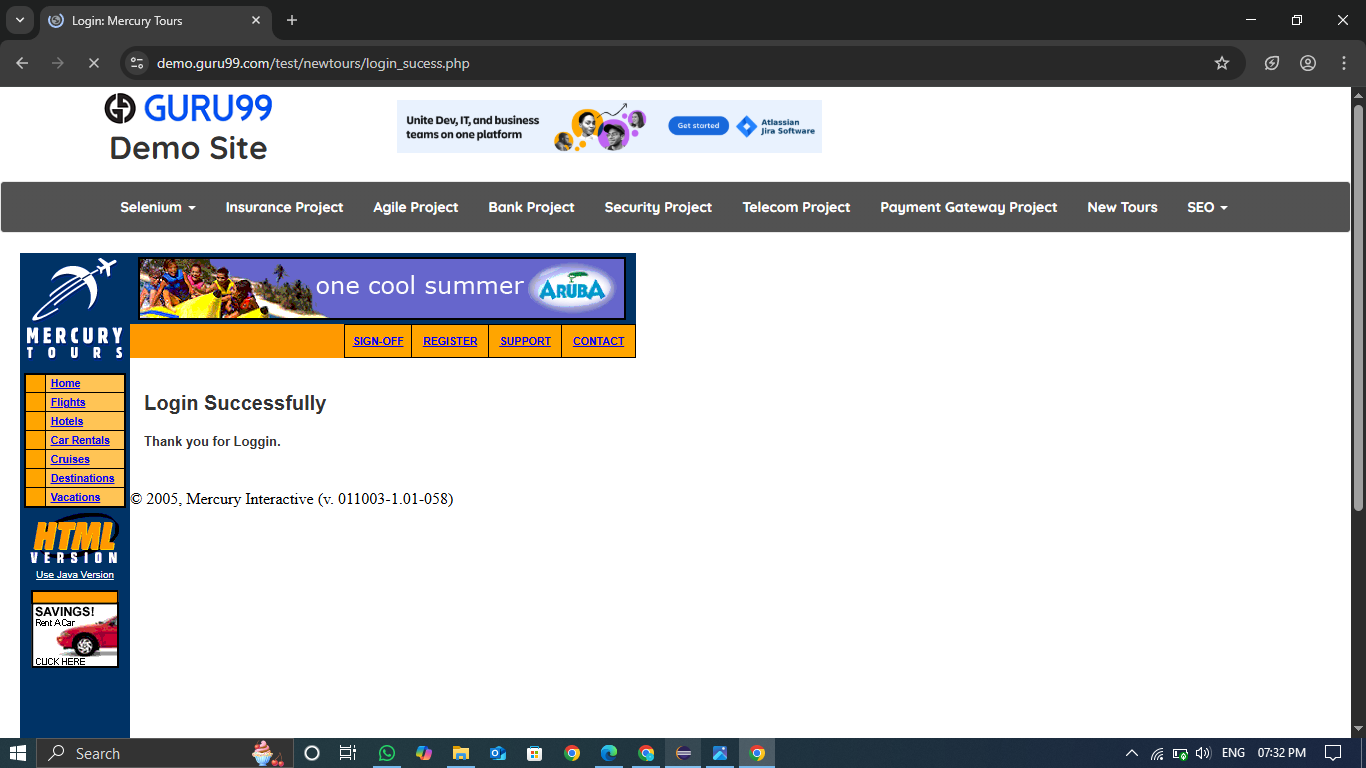 Login: Mercury Tours
demo.guru99.com/test/newtours/login_sucess.php
GURU99
Demo Site
Unite Dev, IT, and business
teams on one platform
Get started
Atlassian
Jira Software
Selenium Insurance Project Agile Project Bank Project Security Project Telecom Project Payment Gateway Project New Tours SEO
one cool summer
ARUBA
MERCURY
TOURS
SIGN-OFF REGISTER SUPPORT CONTACT
Home
Flights
Hotels
Car Rentals
Cruises
Destinations
Vacations
Login Successfully
Thank you for Loggin.
© 2005, Mercury Interactive (v. 011003-1.01-058)
HTML
VERSION
Use Java Version
SAVINGS!
Rent A Car
CLICK HERE
Search
ENG 07:32 PM